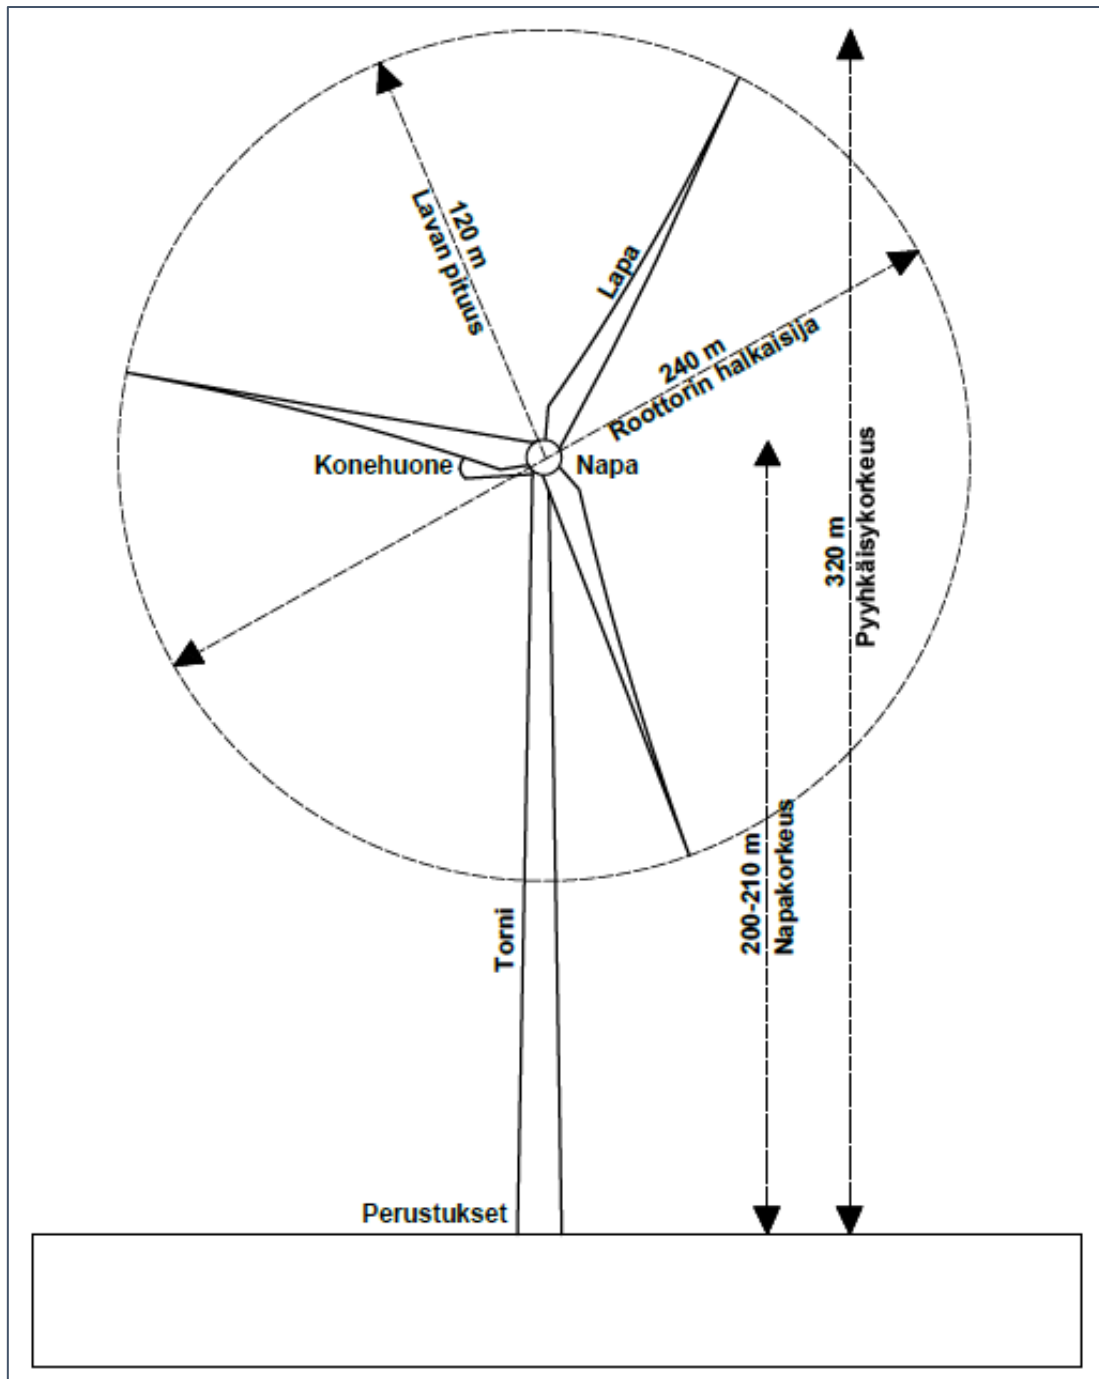 120 m
Lavan pituus
Lapa
240 m
Roottorin halkaisija
Konehuone
Napa
320 m
Pyyhkäisykorkeus
200-210 m
Napakorkeus
Torni
Perustukset